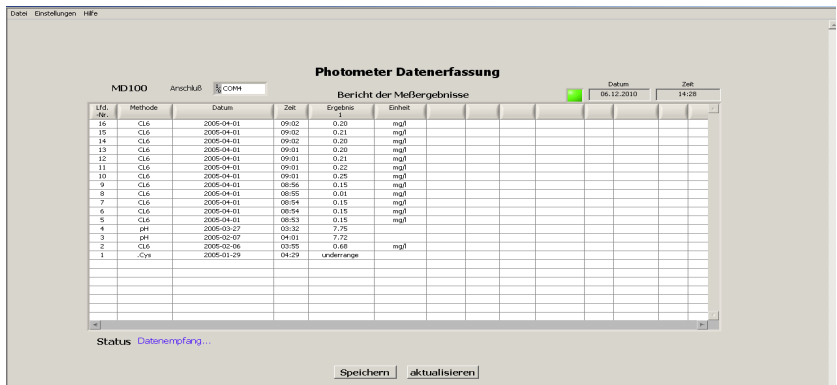 Datei Einstellungen Hilfe
Photometer Datenerfassung
MD100 Anschluß COM4
Bericht der Meßergebnisse
Datum Zeit
06.12.2010 14:28
Lfd. -Nr. Methode Datum Zeit Ergebnis 1 Einheit
16 CL6 2005-04-01 09:02 0.20 mg/l
15 CL6 2005-04-01 09:02 0.21 mg/l
14 CL6 2005-04-01 09:02 0.20 mg/l
13 CL6 2005-04-01 09:01 0.20 mg/l
12 CL6 2005-04-01 09:01 0.21 mg/l
11 CL6 2005-04-01 09:01 0.22 mg/l
10 CL6 2005-04-01 09:01 0.25 mg/l
9 CL6 2005-04-01 08:56 0.15 mg/l
8 CL6 2005-04-01 08:55 0.01 mg/l
7 CL6 2005-04-01 08:54 0.15 mg/l
6 CL6 2005-04-01 08:54 0.15 mg/l
5 CL6 2005-04-01 08:53 0.15 mg/l
4 pH 2005-03-27 03:32 7.75
3 pH 2005-02-07 04:01 7.72
2 CL6 2005-02-06 03:55 0.68 mg/l
1 .Cys 2005-01-29 04:29 underrange
Status Datenempfang...
Speichern aktualisieren